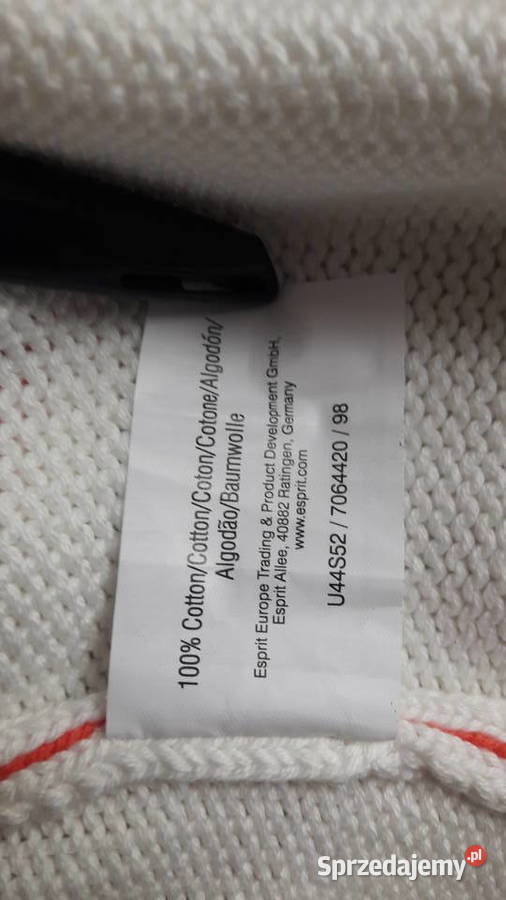 100% Cotton/Cotton/Coton/Cotone/Algodón/
Algodão/Baumwolle
Esprit Europe Trading & Product Development GmbH,
Esprit Allee, 40882 Ratingen, Germany
www.esprit.com
U44S52 / 7064420 / 98
Sprzedajemy.pl